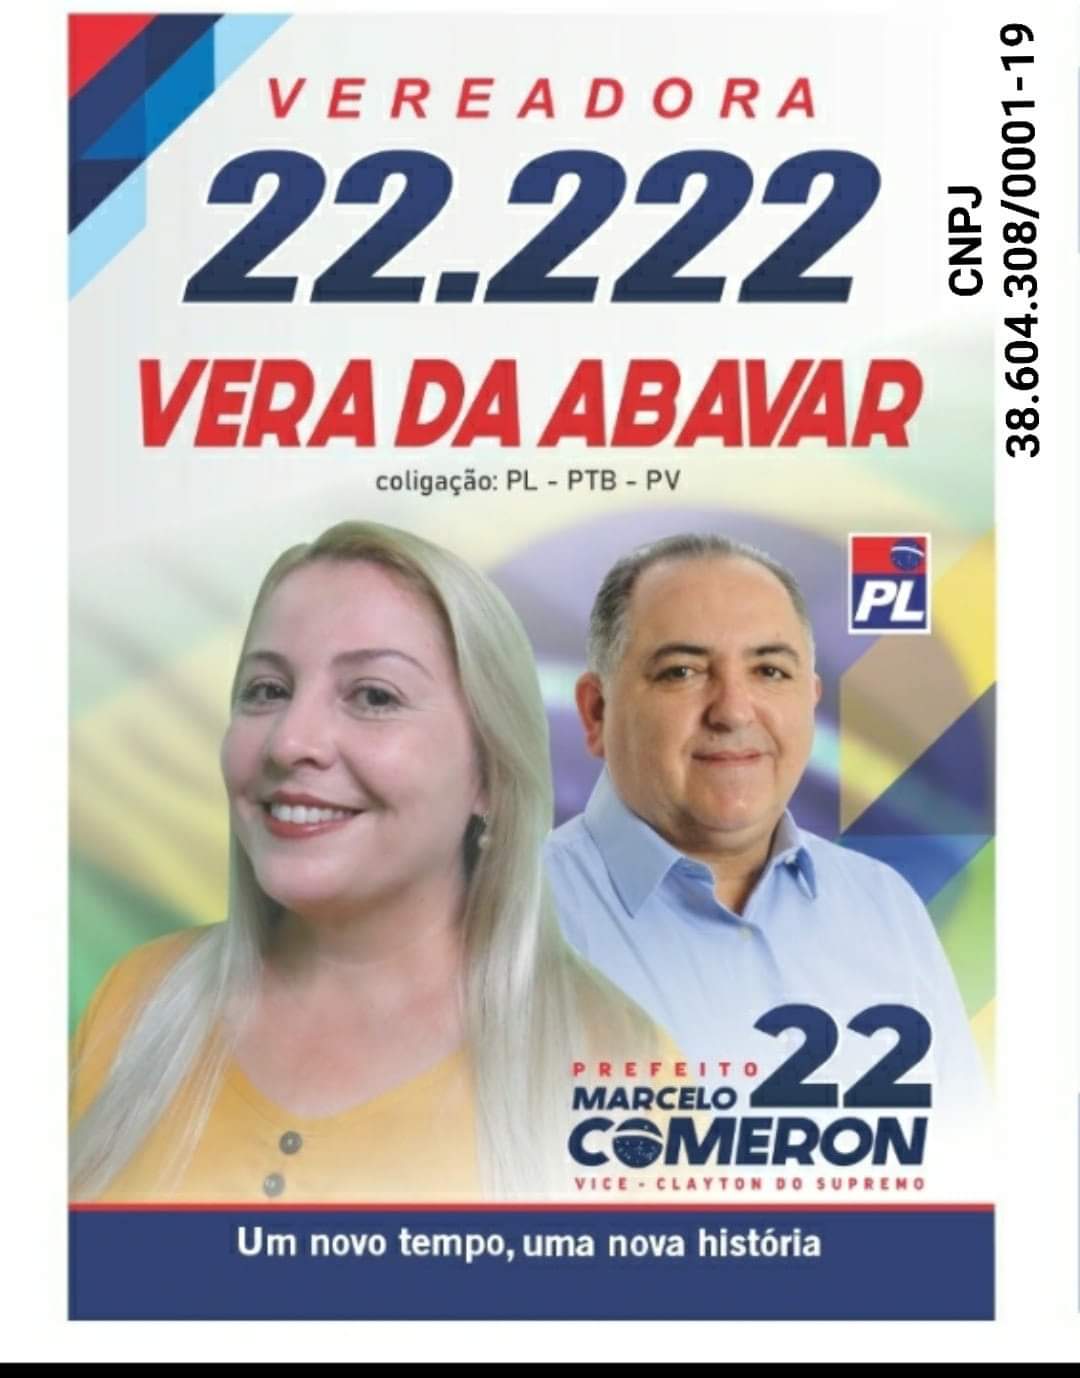 VEREADORA
22.222
VERA DA ABAVAR
coligação: PL - PTB - PV
PL
PREFEITO
22
MARCELO
COMERON
VICE - CLAYTON DO SUPREMO
Um novo tempo, uma nova história
CNPJ
38.604.308/0001-19